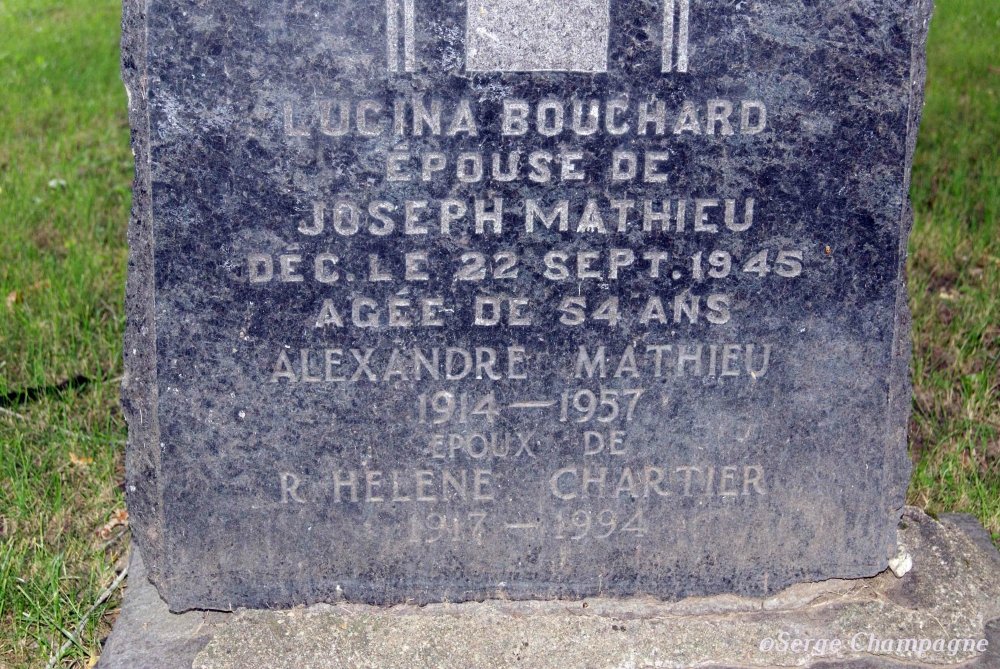 LUCINA BOUCHARD
ÉPOUSE DE
JOSEPH MATHIEU
DÉC. LE 22 SEPT. 1945
AGÉE DE 54 ANS
ALEXANDRE MATHIEU
1914 — 1957
ÉPOUX DE
R HÉLÈNE CHARTIER
1917 — 1994
©Serge Champagne